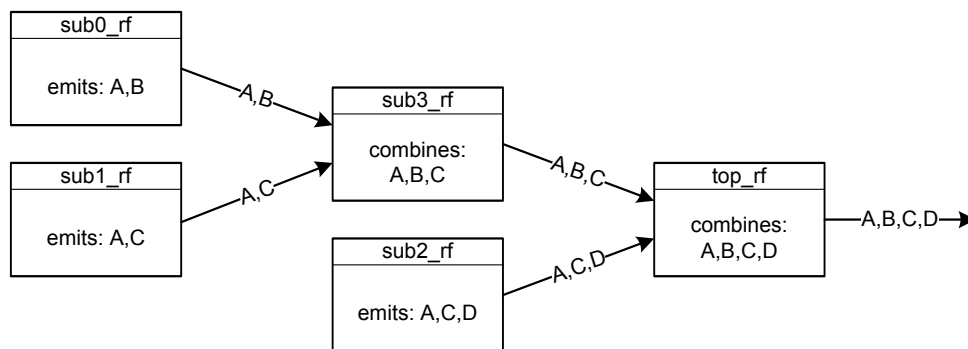 sub0_rf
emits: A,B
A,B
sub1_rf
emits: A,C
A,C
sub3_rf
combines:
A,B,C
A,B,C
sub2_rf
emits: A,C,D
A,C,D
top_rf
combines:
A,B,C,D
A,B,C,D